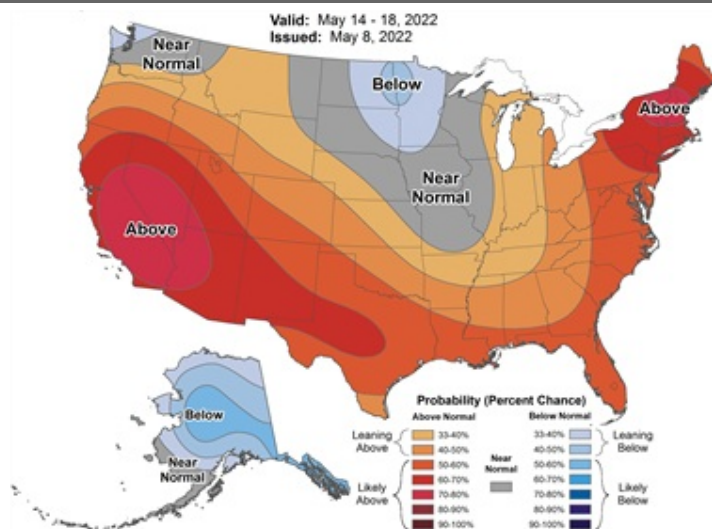 Valid: May 14 - 18, 2022
Issued: May 8, 2022
Near
Normal
Below
Above
Near
Normal
Above
Below
Near
Normal
Probability (Percent Chance)
Above Normal
Below Normal
Leaning
Above
33-40%
40-50%
Near
Normal
33-40%
40-50%
Leaning
Below
Likely
Above
50-60%
60-70%
70-80%
80-90%
90-100%
50-60%
60-70%
70-80%
80-90%
90-100%
Likely
Below